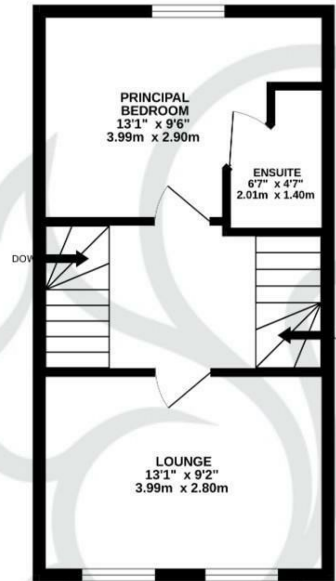 PRINCIPAL
BEDROOM
13'1" x 9'6"
3.99m x 2.90m
ENSUITE
6'7" x 4'7"
2.01m x 1.40m
DOW
LOUNGE
13'1" x 9'2"
3.99m x 2.80m